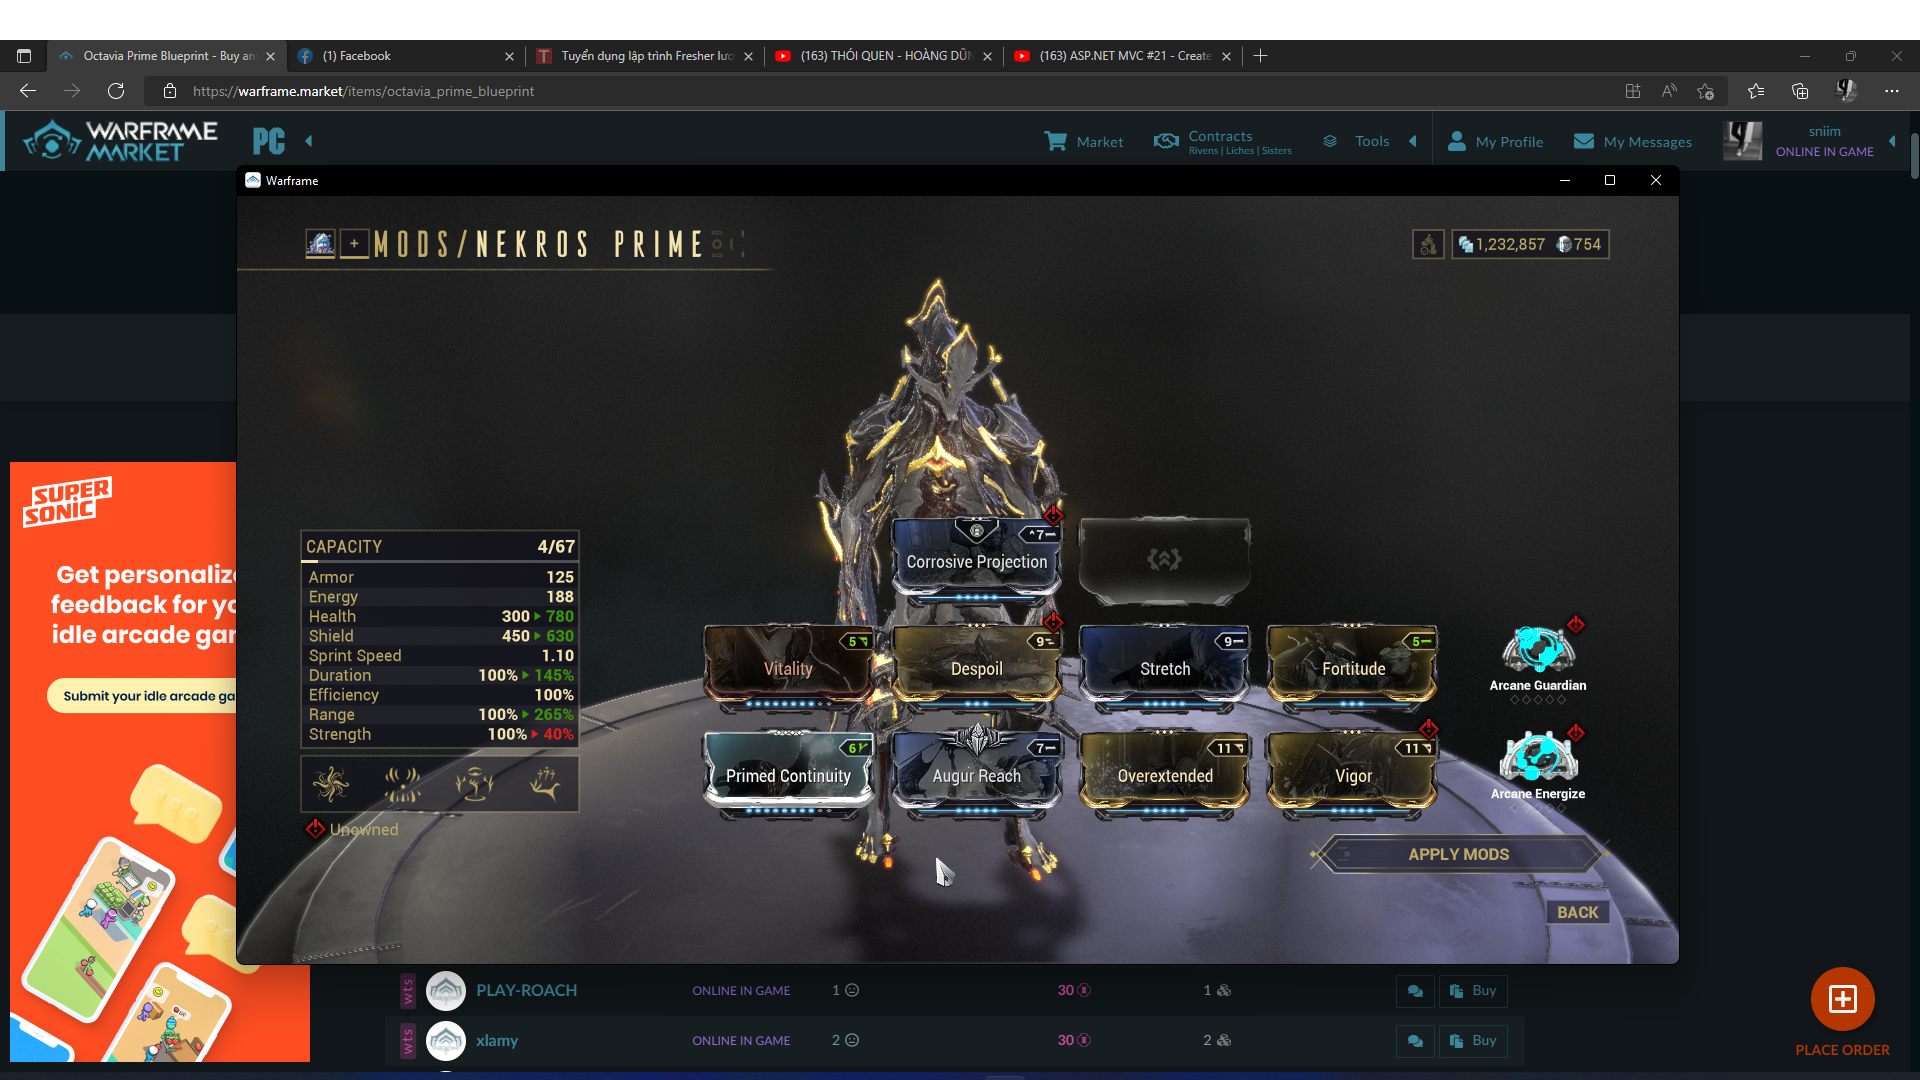 Octavia Prime Blueprint - Buy an
(1) Facebook
Tuyển dụng lập trình Fresher lươ
(163) THÓI QUEN - HOÀNG DŨN
(163) ASP.NET MVC #21 - Create
https://warframe.market/items/octavia_prime_blueprint
WARFRAME
MARKET
PC
Market
Contracts
Rivens | Liches | Sisters
Tools
My Profile
My Messages
sniim
ONLINE IN GAME
Warframe
MODS/NEKROS PRIME
1,232,857
754
SUPER
SONIC
Get personalize
feedback for yo
idle arcade gam
Submit your idle arcade ga
CAPACITY 4/67
Armor 125
Energy 188
Health 300 780
Shield 450 630
Sprint Speed 1.10
Duration 100% 145%
Efficiency 100%
Range 100% 265%
Strength 100% 40%
Unowned
7
Corrosive Projection
5
Vitality
9
Despoil
9
Stretch
5
Fortitude
Arcane Guardian
6
Primed Continuity
7
Augur Reach
11
Overextended
11
Vigor
Arcane Energize
APPLY MODS
BACK
wts PLAY-ROACH ONLINE IN GAME 1 30 1 Buy
wts xlamy ONLINE IN GAME 2 30 2 Buy
PLACE ORDER